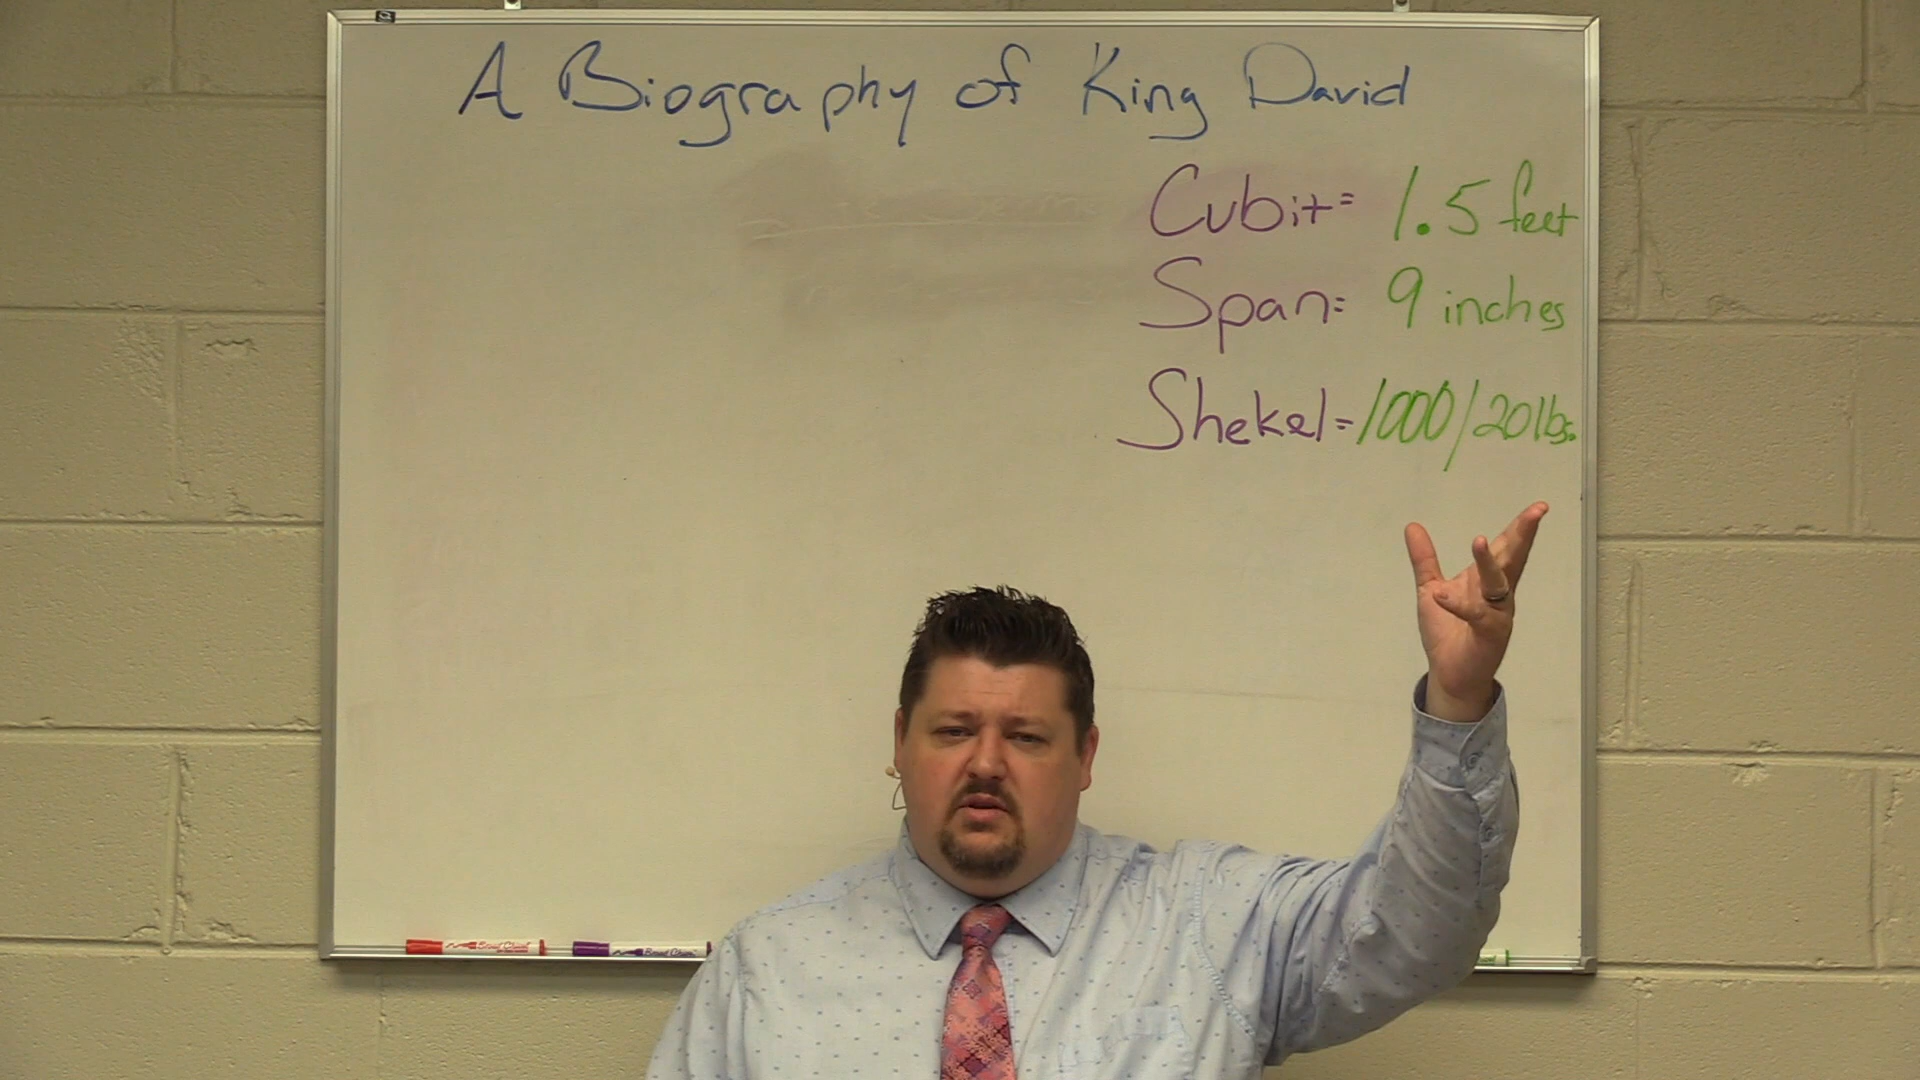 A Biography of King David
Cubit= 1.5 feet
Span= 9 inches
Shekel=1000/20lbs.